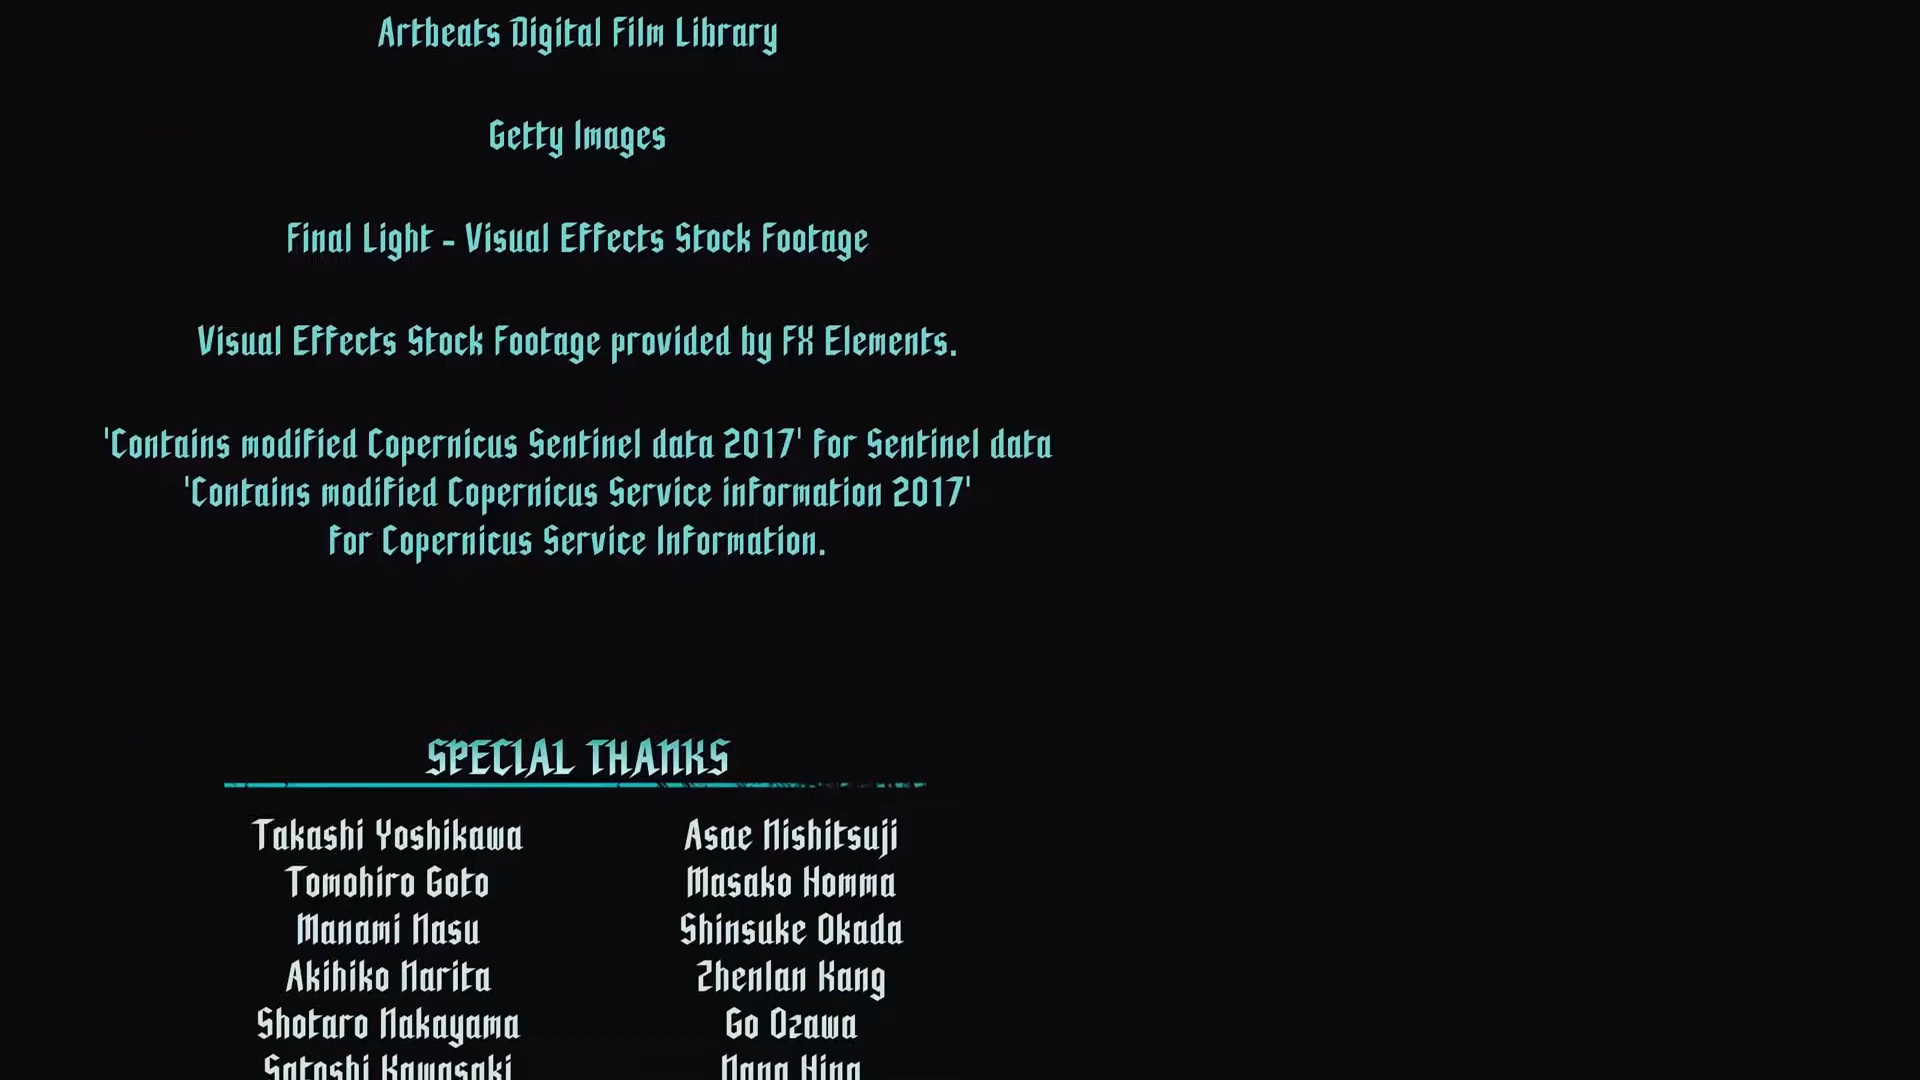 Artbeats Digital Film Library
Getty Images
Final Light - Visual Effects Stock Footage
Visual Effects Stock Footage provided by FX Elements.
'Contains modified Copernicus Sentinel data 2017' for Sentinel data
'Contains modified Copernicus Service information 2017'
for Copernicus Service Information.
SPECIAL THANKS
Takashi Yoshikawa Asae Nishitsuji
Tomohiro Goto Masako Homma
Manami Nasu Shinsuke Okada
Akihiko Narita Zhenlan Kang
Shotaro Nakayama Go Ozawa
Satoshi Kawasaki